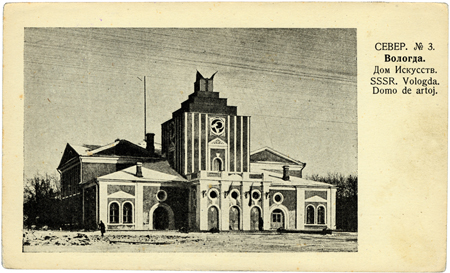 СЕВЕР. № 3.
Вологда.
Дом Искусств.
SSSR. Vologda.
Domo de artoj.